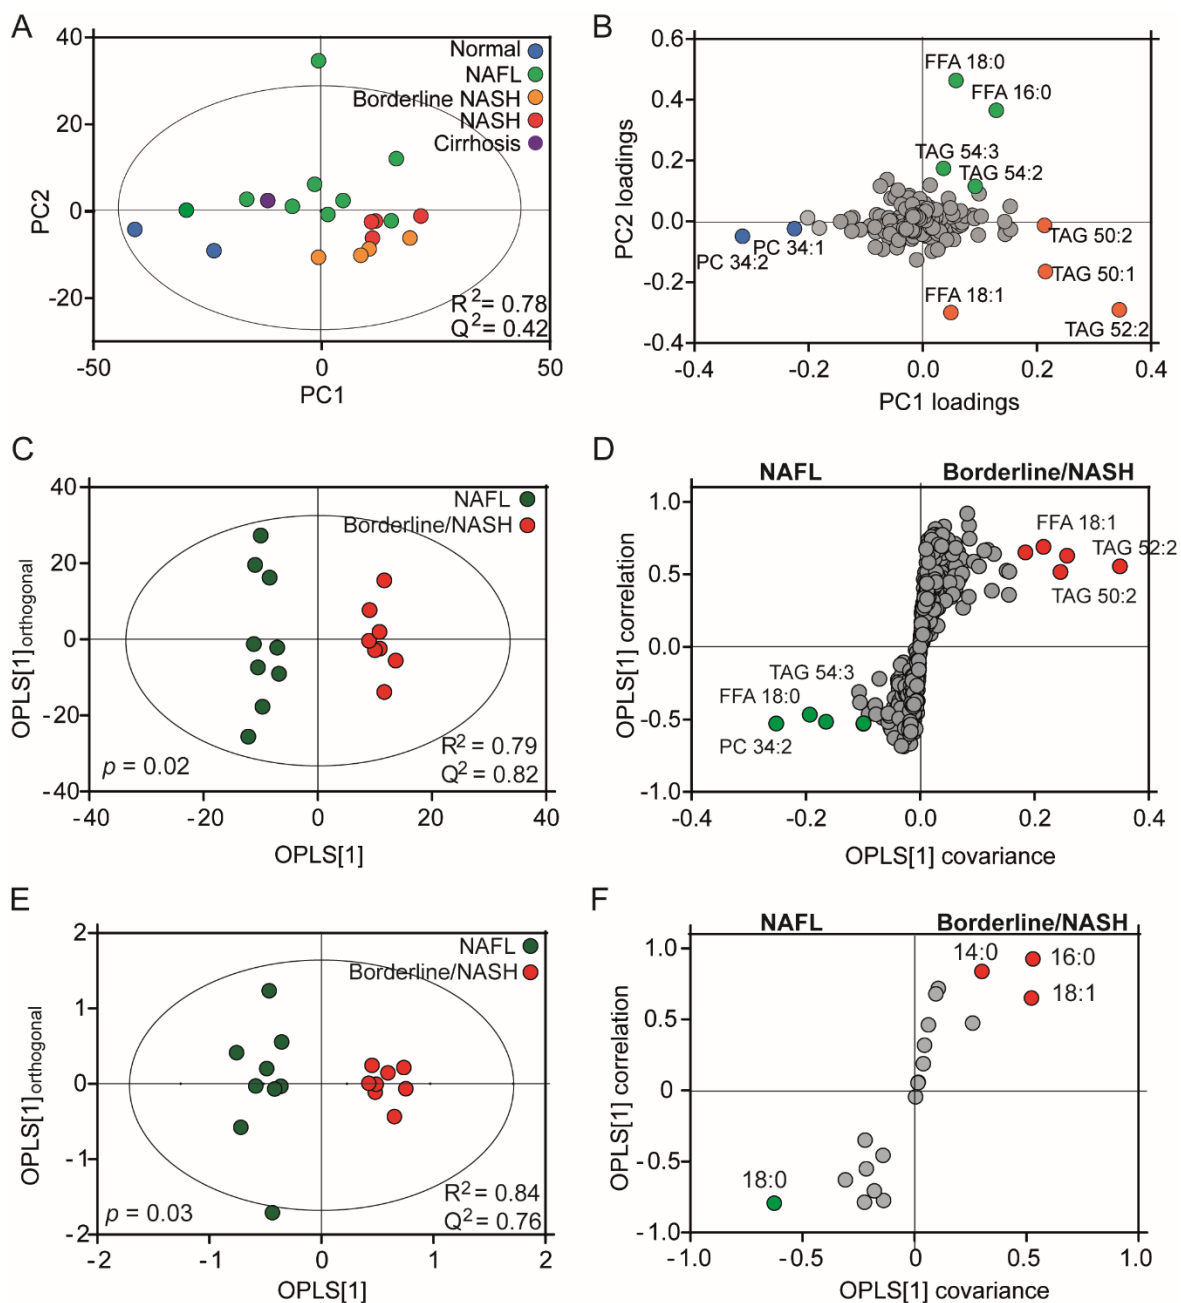 A
40
20
0
-20
-50
0
50
PC2
PC1
Normal
NAFL
Borderline NASH
NASH
Cirrhosis
R²= 0.78
Q²= 0.42
B
0.6
0.4
0.2
0.0
-0.2
-0.4
-0.4
-0.2
0.0
0.2
0.4
PC2 loadings
PC1 loadings
FFA 18:0
FFA 16:0
TAG 54:3
TAG 54:2
PC 34:1
PC 34:2
TAG 50:2
TAG 50:1
FFA 18:1
TAG 52:2
C
40
20
0
-20
-40
-40
-20
0
20
40
OPLS[1] orthogonal
OPLS[1]
NAFL
Borderline/NASH
p = 0.02
R² = 0.79
Q² = 0.82
D
NAFL
Borderline/NASH
1.0
0.5
0.0
-0.5
-1.0
-0.4
-0.2
0
0.2
0.4
OPLS[1] correlation
OPLS[1] covariance
FFA 18:1
TAG 52:2
TAG 50:2
TAG 54:3
FFA 18:0
PC 34:2
E
2
1
0
-1
-2
-2
-1
0
1
2
OPLS[1] orthogonal
OPLS[1]
NAFL
Borderline/NASH
p = 0.03
R² = 0.84
Q² = 0.76
F
NAFL
Borderline/NASH
1.0
0.5
0
-0.5
-1.0
-1.0
-0.5
0
0.5
1.0
OPLS[1] correlation
OPLS[1] covariance
14:0
16:0
18:1
18:0